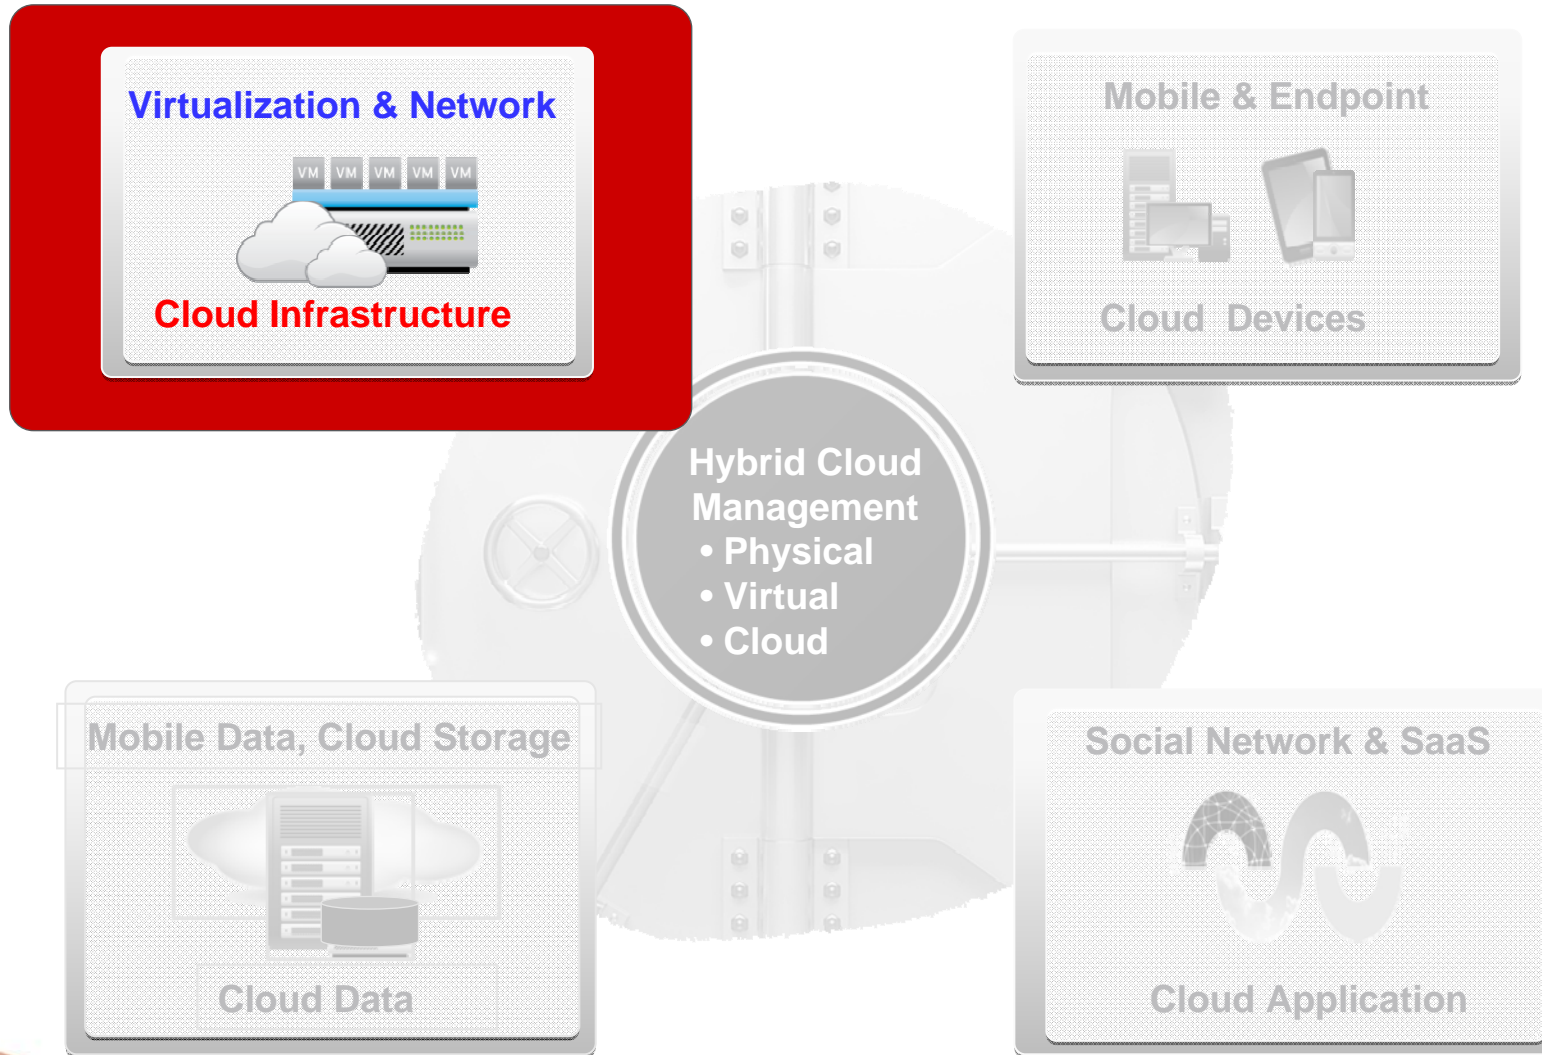 Virtualization & Network
VM VM VM VM VM
Cloud Infrastructure
Mobile & Endpoint
Cloud Devices
Hybrid Cloud
Management
• Physical
• Virtual
• Cloud
Mobile Data, Cloud Storage
Cloud Data
Social Network & SaaS
Cloud Application